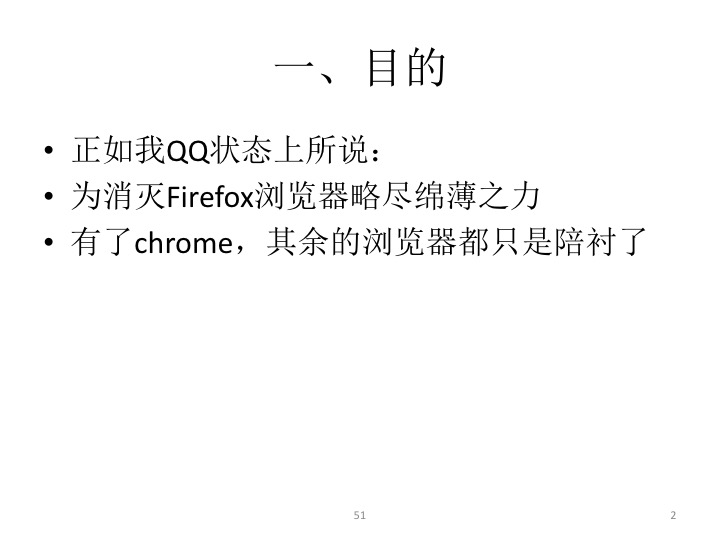 一、目的
• 正如我QQ状态上所说：
• 为消灭Firefox浏览器略尽绵薄之力
• 有了chrome，其余的浏览器都只是陪衬了
51
2